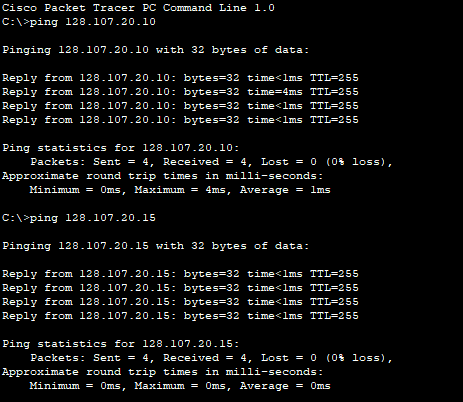 Cisco Packet Tracer PC Command Line 1.0
C:\>ping 128.107.20.10
Pinging 128.107.20.10 with 32 bytes of data:
Reply from 128.107.20.10: bytes=32 time<1ms TTL=255
Reply from 128.107.20.10: bytes=32 time=4ms TTL=255
Reply from 128.107.20.10: bytes=32 time<1ms TTL=255
Reply from 128.107.20.10: bytes=32 time<1ms TTL=255
Ping statistics for 128.107.20.10:
    Packets: Sent = 4, Received = 4, Lost = 0 (0% loss),
Approximate round trip times in milli-seconds:
    Minimum = 0ms, Maximum = 4ms, Average = 1ms
C:\>ping 128.107.20.15
Pinging 128.107.20.15 with 32 bytes of data:
Reply from 128.107.20.15: bytes=32 time<1ms TTL=255
Reply from 128.107.20.15: bytes=32 time<1ms TTL=255
Reply from 128.107.20.15: bytes=32 time<1ms TTL=255
Reply from 128.107.20.15: bytes=32 time<1ms TTL=255
Ping statistics for 128.107.20.15:
    Packets: Sent = 4, Received = 4, Lost = 0 (0% loss),
Approximate round trip times in milli-seconds:
    Minimum = 0ms, Maximum = 0ms, Average = 0ms